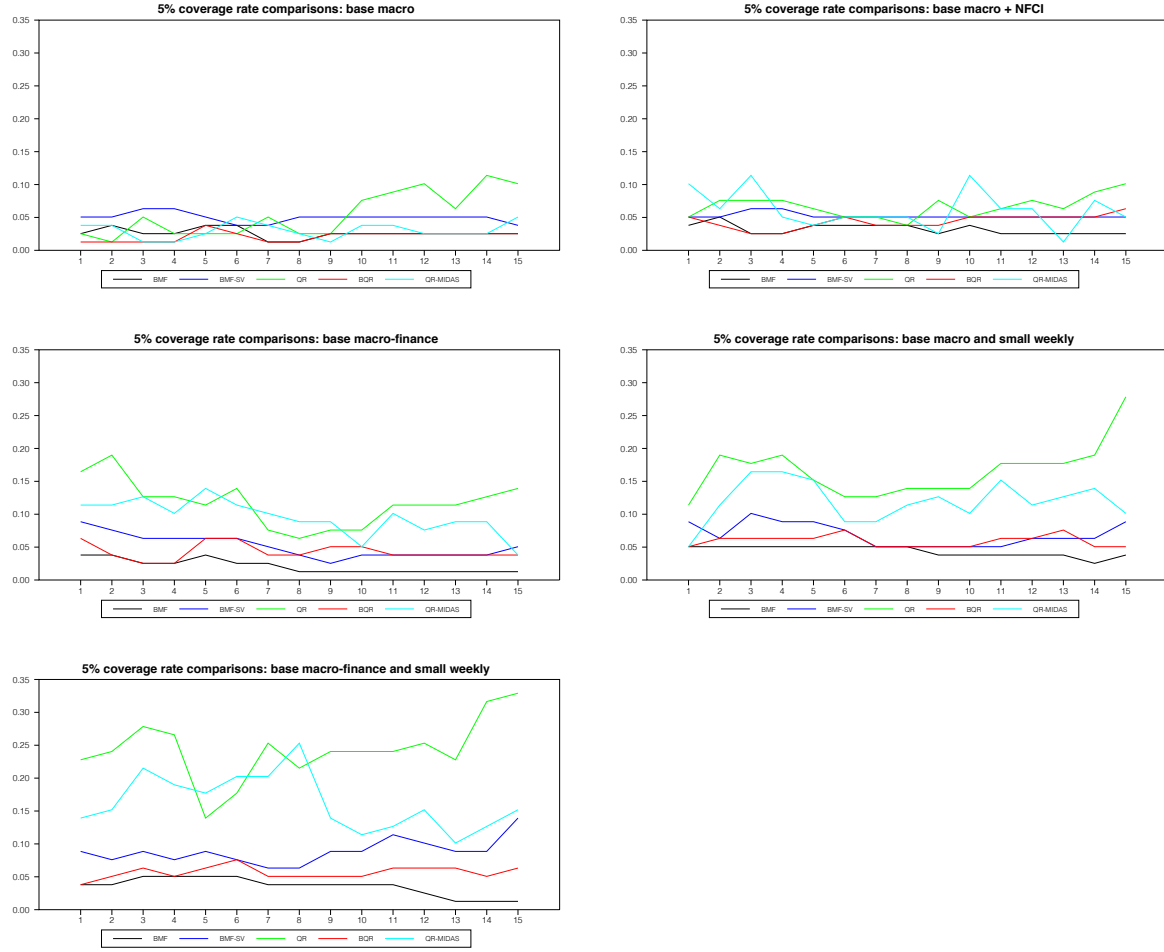 5% coverage rate comparisons: base macro
0.35
0.30
0.25
0.20
0.15
0.10
0.05
0.00
1 2 3 4 5 6 7 8 9 10 11 12 13 14 15
BMF BMF-SV QR BQR QR-MIDAS
5% coverage rate comparisons: base macro + NFCI
0.35
0.30
0.25
0.20
0.15
0.10
0.05
0.00
1 2 3 4 5 6 7 8 9 10 11 12 13 14 15
BMF BMF-SV QR BQR QR-MIDAS
5% coverage rate comparisons: base macro-finance
0.35
0.30
0.25
0.20
0.15
0.10
0.05
0.00
1 2 3 4 5 6 7 8 9 10 11 12 13 14 15
BMF BMF-SV QR BQR QR-MIDAS
5% coverage rate comparisons: base macro and small weekly
0.35
0.30
0.25
0.20
0.15
0.10
0.05
0.00
1 2 3 4 5 6 7 8 9 10 11 12 13 14 15
BMF BMF-SV QR BQR QR-MIDAS
5% coverage rate comparisons: base macro-finance and small weekly
0.35
0.30
0.25
0.20
0.15
0.10
0.05
0.00
1 2 3 4 5 6 7 8 9 10 11 12 13 14 15
BMF BMF-SV QR BQR QR-MIDAS